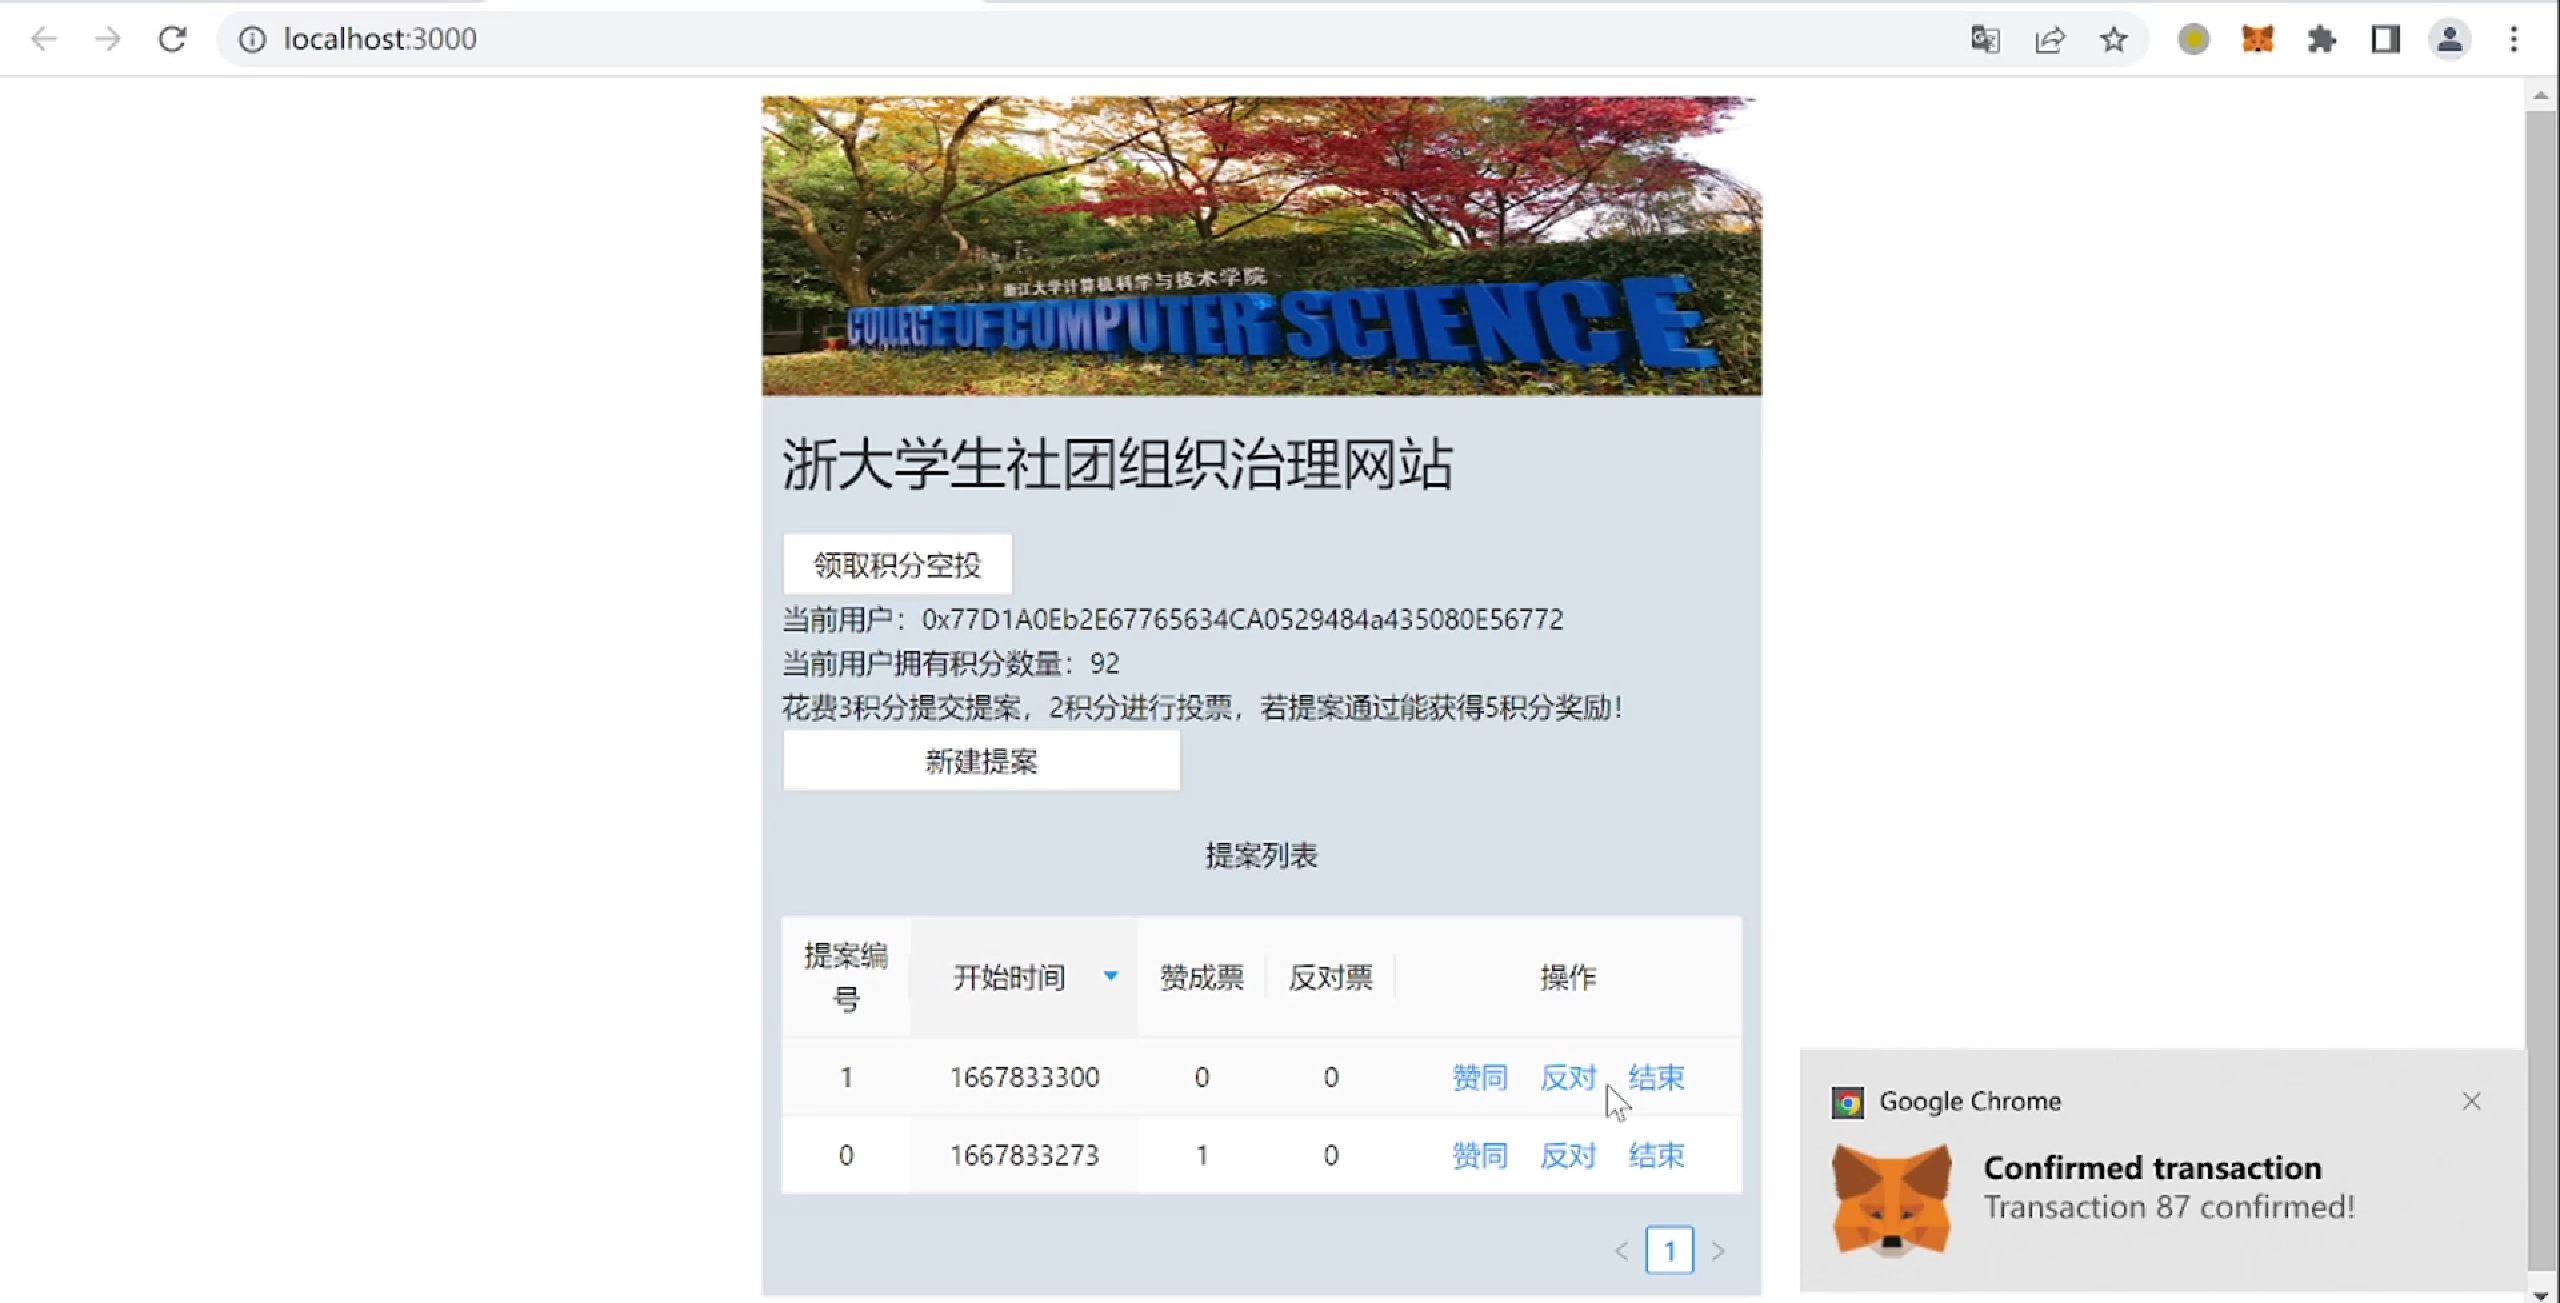 localhost:3000
浙江大学计算机科学与技术学院
COLLEGE OF COMPUTER SCIENCE
浙大学生社团组织治理网站
领取积分空投
当前用户：0x77D1A0Eb2E67765634CA0529484a435080E56772
当前用户拥有积分数量：92
花费3积分提交提案，2积分进行投票，若提案通过能获得5积分奖励！
新建提案
提案列表
提案编号 开始时间 赞成票 反对票 操作
1 1667833300 0 0 赞同 反对 结束
0 1667833273 1 0 赞同 反对 结束
< 1 >
Google Chrome
Confirmed transaction
Transaction 87 confirmed!